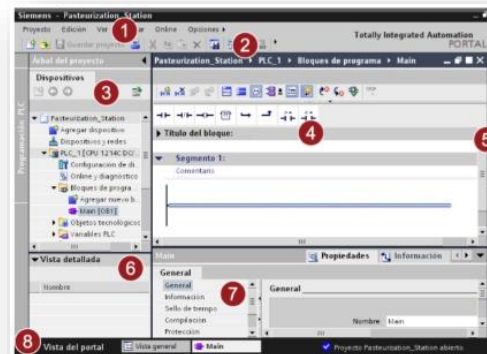 Siemens - Pasteurization_Station
Proyecto Edición Ver Online Opciones
Totally Integrated Automation
PORTAL
Guardar proyecto
1
2
Árbol del proyecto
Pasteurization_Station PLC_1 Bloques de programa Main
Dispositivos
3
Programación PLC
Pasteurization_Station
Agregar dispositivo
Dispositivos y redes
PLC_1 [CPU 1214C DC/...
Configuración de di...
Online y diagnóstico
Bloques de progra...
Agregar nuevo b...
Main [OB1]
Objetos tecnológicos
Variables PLC
4
5
Título del bloque:
Segmento 1:
Comentario
Vista detallada
6
Nombre
Main
Propiedades
Información
General
General
Información
Sello de tiempo
Compilación
Protección
7
General
Nombre Main
8
Vista del portal
Vista general
Main
Proyecto Pasteurization_Station abierto.